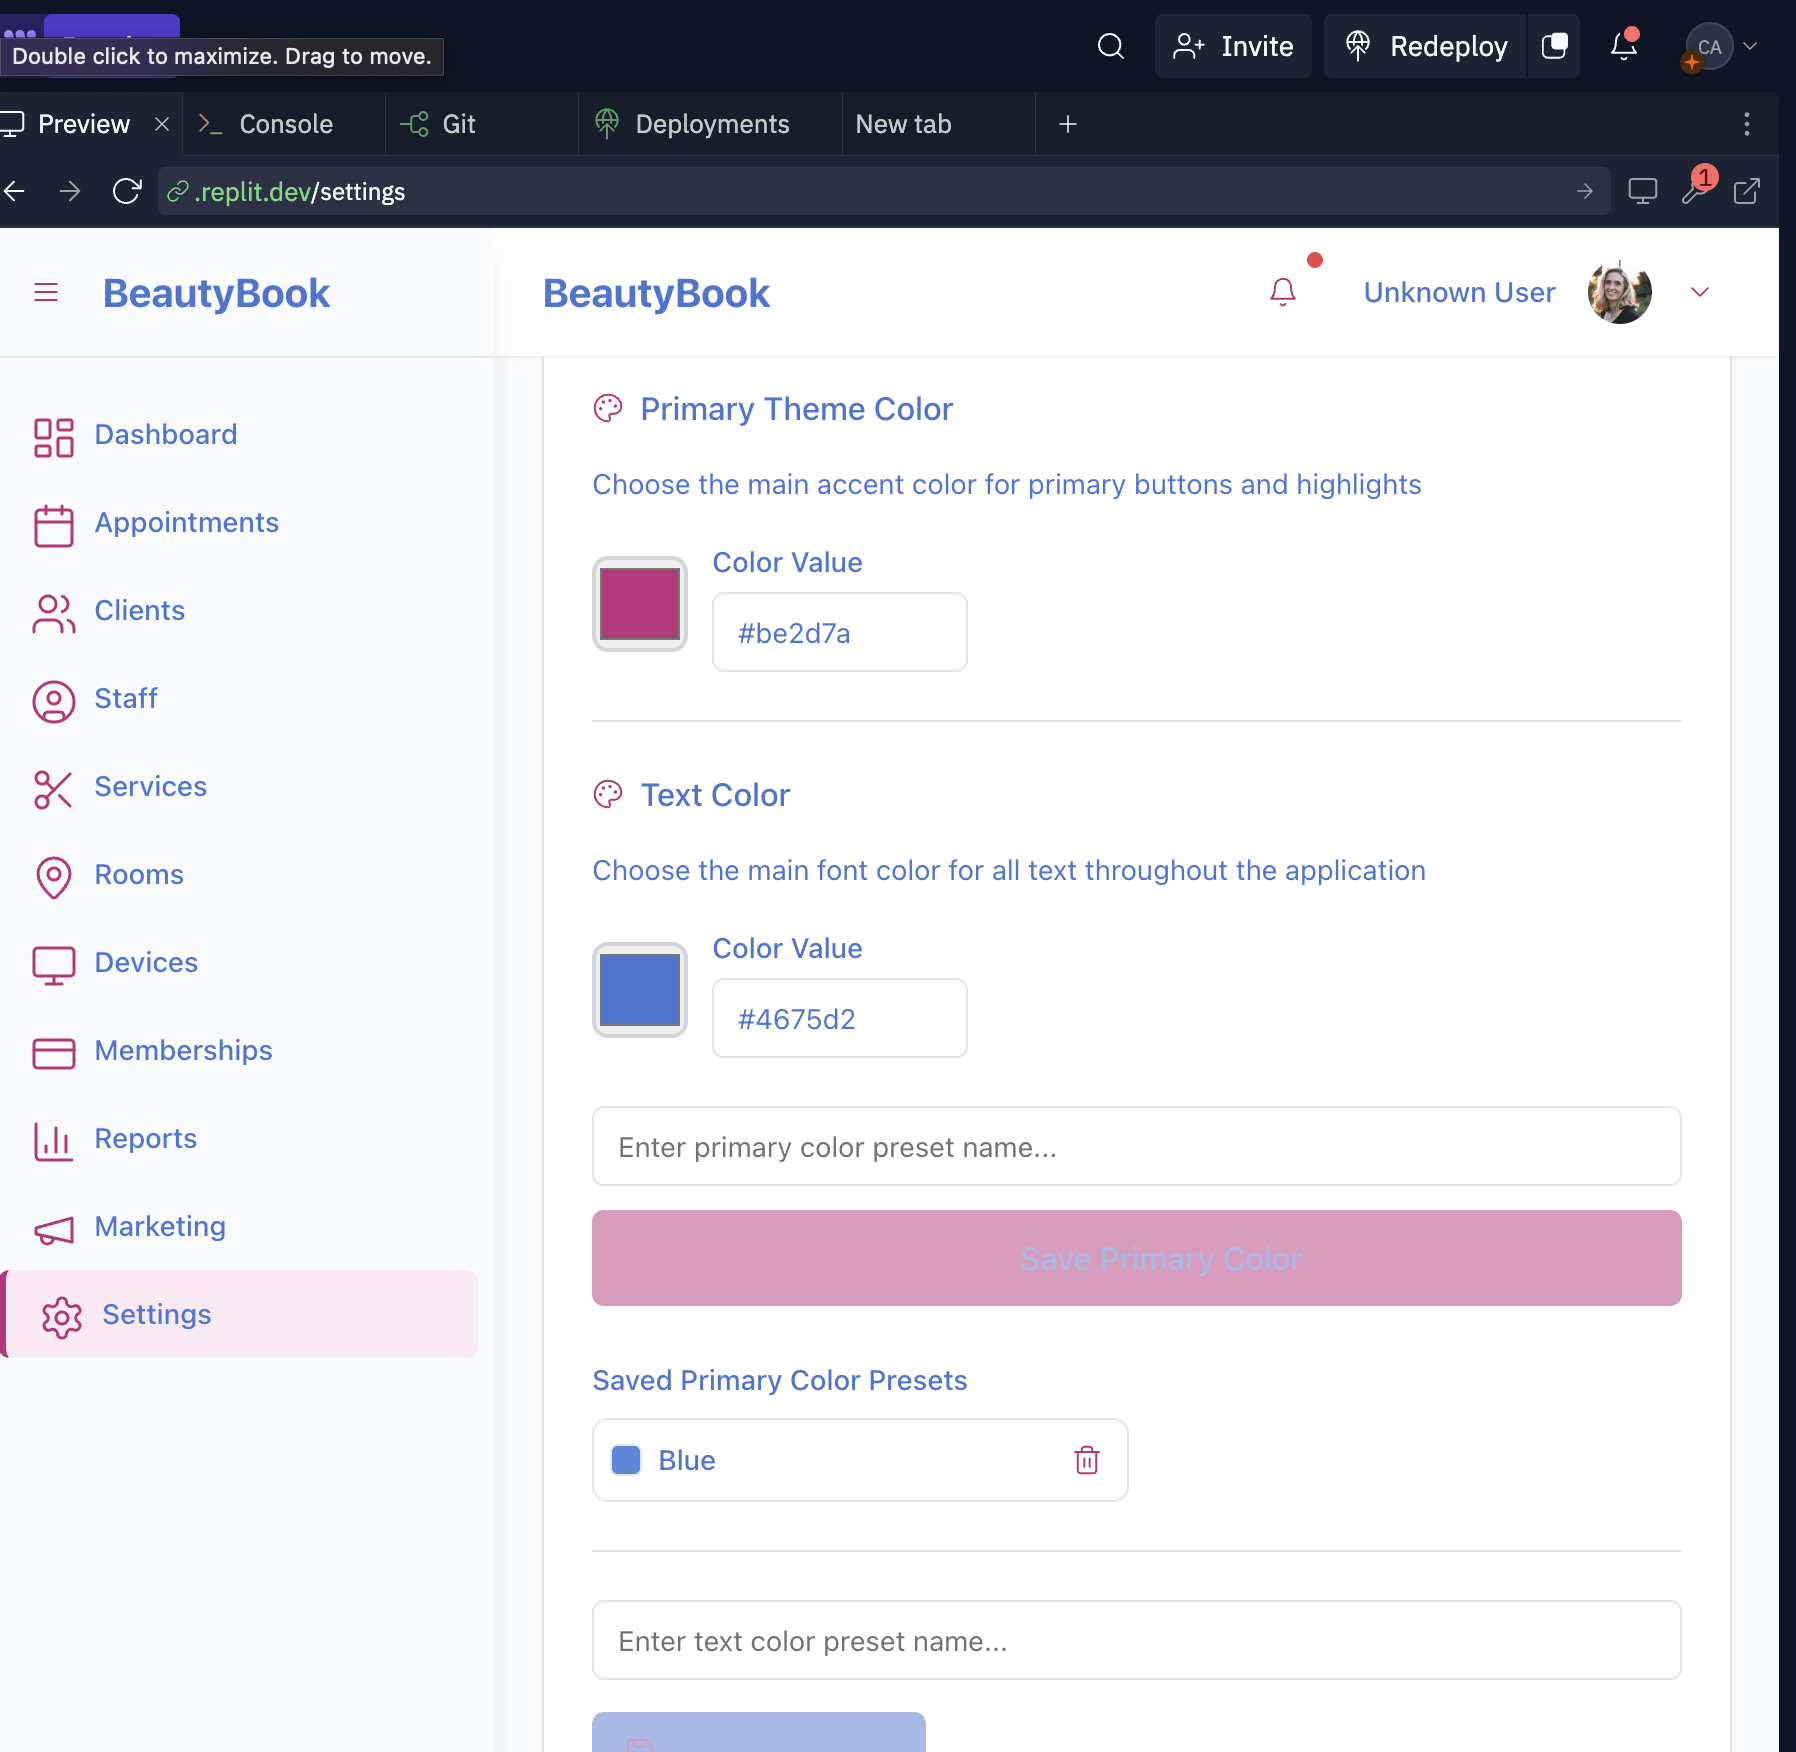 Double click to maximize. Drag to move.
Invite
Redeploy
CA
Preview
Console
Git
Deployments
New tab
.replit.dev/settings
1
BeautyBook
BeautyBook
Unknown User
Dashboard
Appointments
Clients
Staff
Services
Rooms
Devices
Memberships
Reports
Marketing
Settings
Primary Theme Color
Choose the main accent color for primary buttons and highlights
Color Value
#be2d7a
Text Color
Choose the main font color for all text throughout the application
Color Value
#4675d2
Enter primary color preset name...
Save Primary Color
Saved Primary Color Presets
Blue
Enter text color preset name...